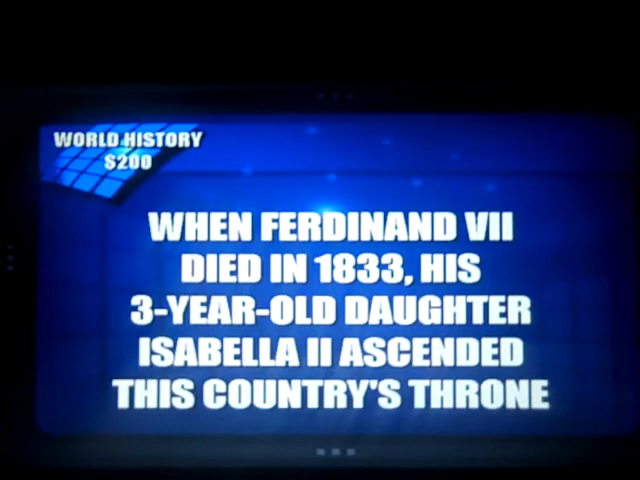 WORLD HISTORY
$200
WHEN FERDINAND VII
DIED IN 1833, HIS
3-YEAR-OLD DAUGHTER
ISABELLA II ASCENDED
THIS COUNTRY'S THRONE